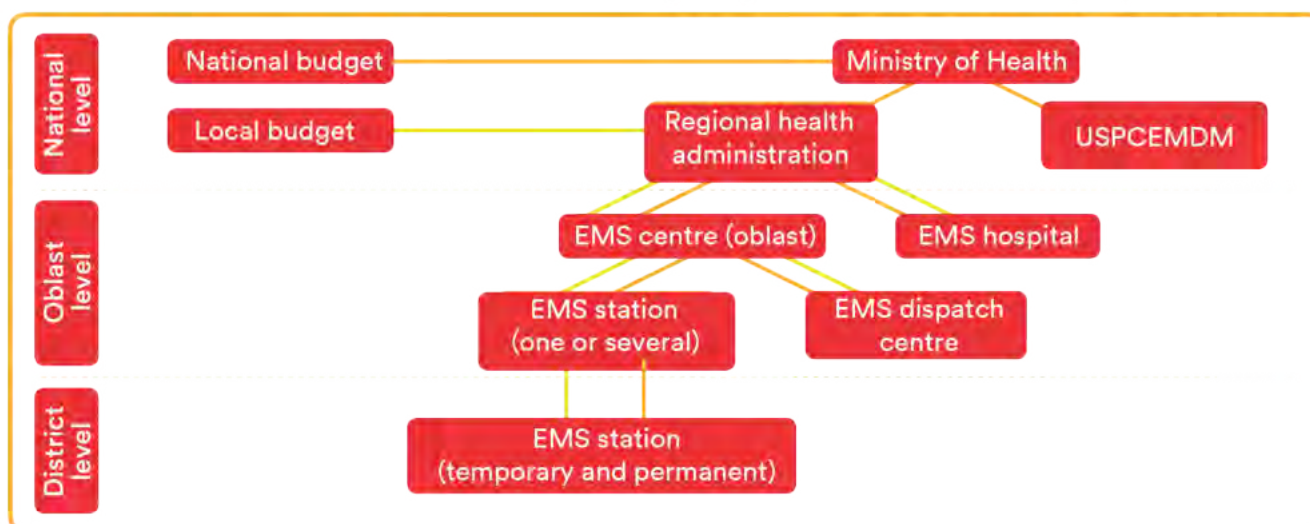 National
level
National budget
Ministry of Health
Local budget
Regional health
administration
USPCEMDM
Oblast
level
EMS centre (oblast)
EMS hospital
EMS station
(one or several)
EMS dispatch
centre
District
level
EMS station
(temporary and permanent)